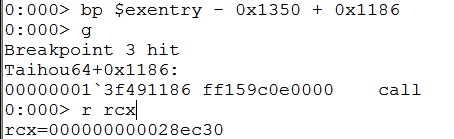 0:000> bp $exentry - 0x1350 + 0x1186
0:000> g
Breakpoint 3 hit
Taihou64+0x1186:
00000001`3f491186 ff159c0e0000    call
0:000> r rcx
rcx=000000000028ec30